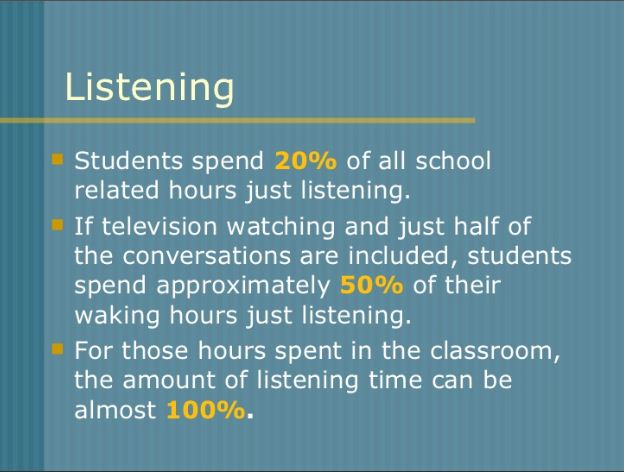 Listening
Students spend 20% of all school
related hours just listening.
If television watching and just half of
the conversations are included, students
spend approximately 50% of their
waking hours just listening.
For those hours spent in the classroom,
the amount of listening time can be
almost 100%.